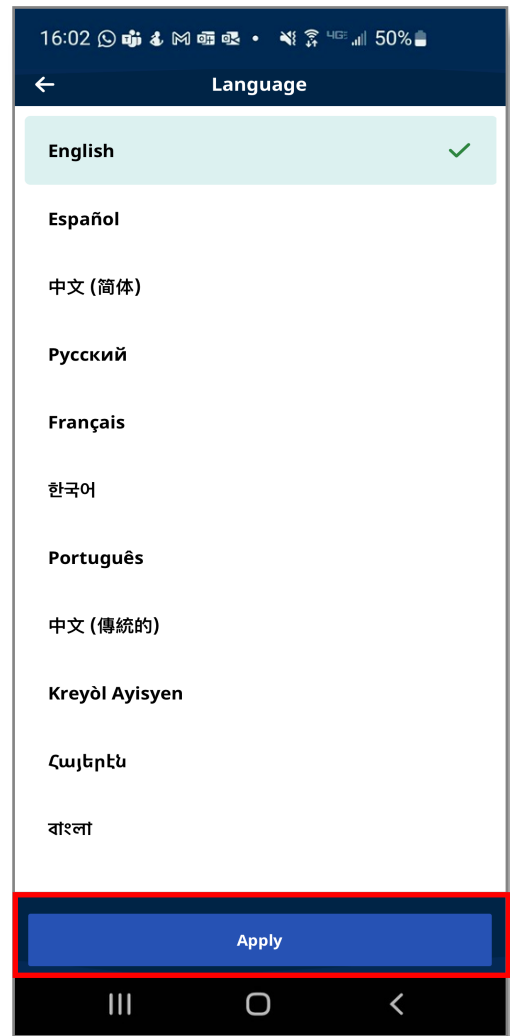 16:02 4GE 50%
Language
English
Español
中文 (简体)
Русский
Français
한국어
Português
中文 (傳統的)
Kreyòl Ayisyen
Հայերէն
বাংলা
Apply